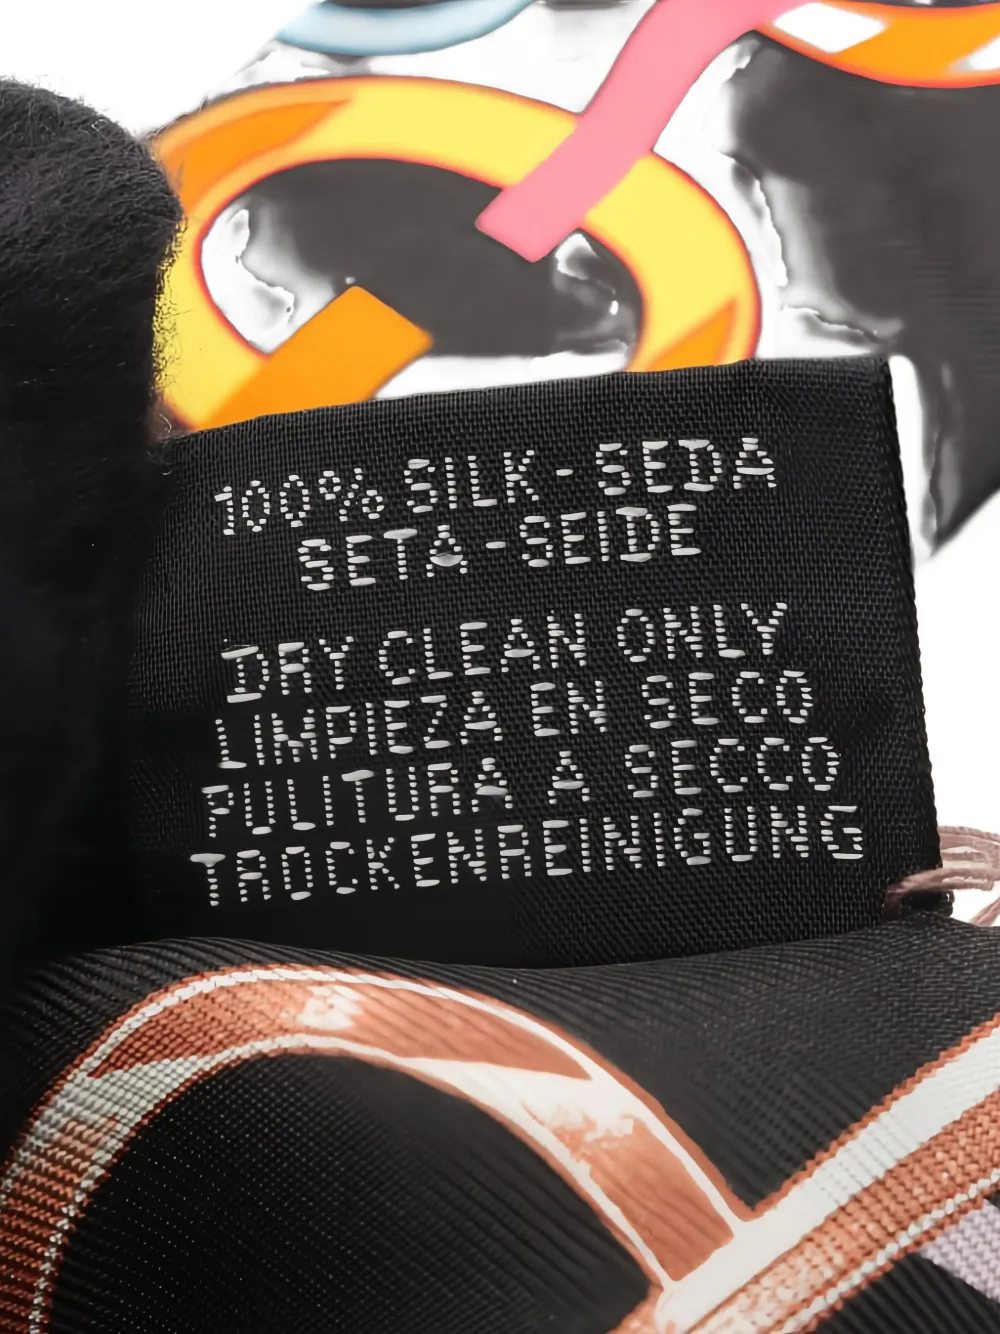 100% SILK - SEDA
SETA - SEIDE
DRY CLEAN ONLY
LIMPIEZA EN SECO
PULITURA A SECCO
TROCKENREINIGUNG